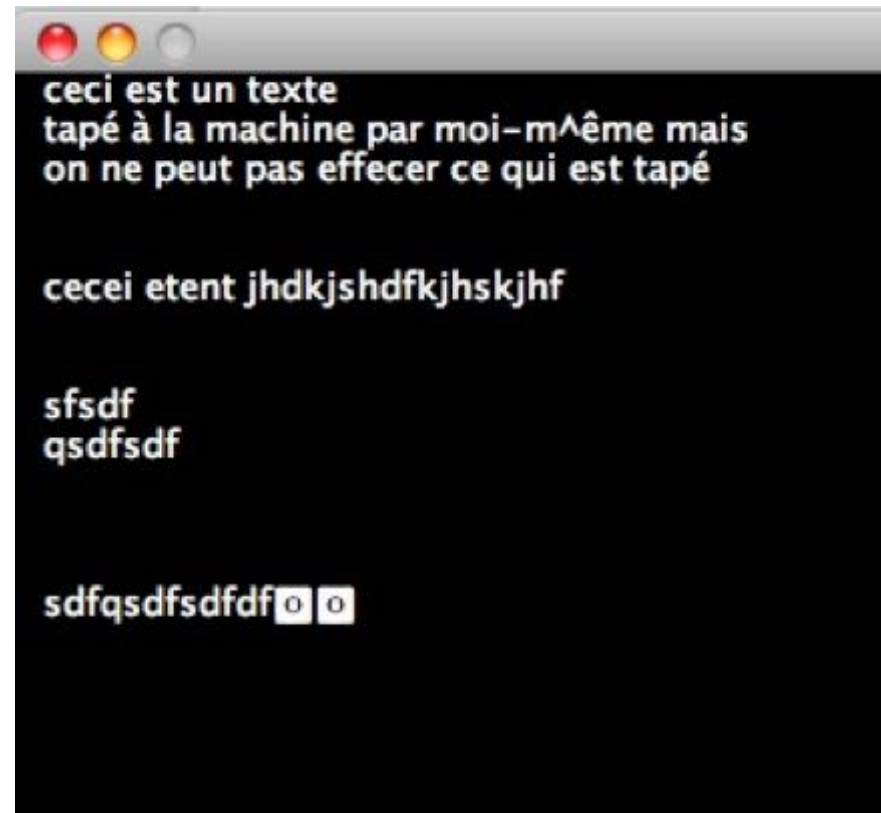 ceci est un texte
tapé à la machine par moi-m^ême mais
on ne peut pas effecer ce qui est tapé
cecei etent jhdkjshdfkjhskjhf
sfsdf
qsdfsdf
sdfqsdfsdfdfoo